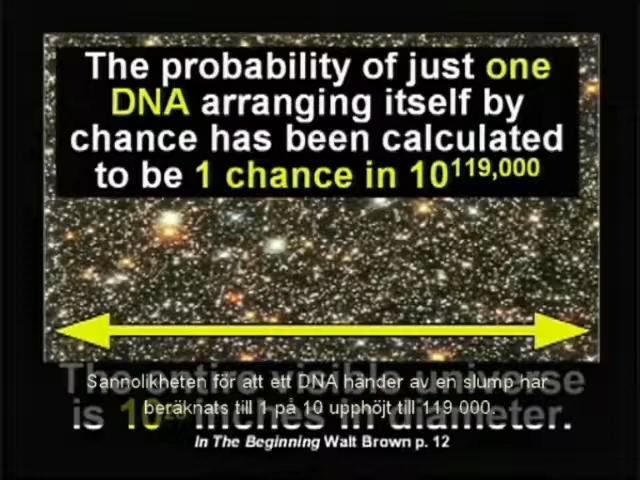 The probability of just one
DNA arranging itself by
chance has been calculated
to be 1 chance in 10^119,000
The entire visible universe
Sannolikheten för att ett DNA händer av en slump har
is 10 inches in diameter.
beräknats till 1 på 10 upphöjt till 119 000.
In The Beginning Walt Brown p. 12